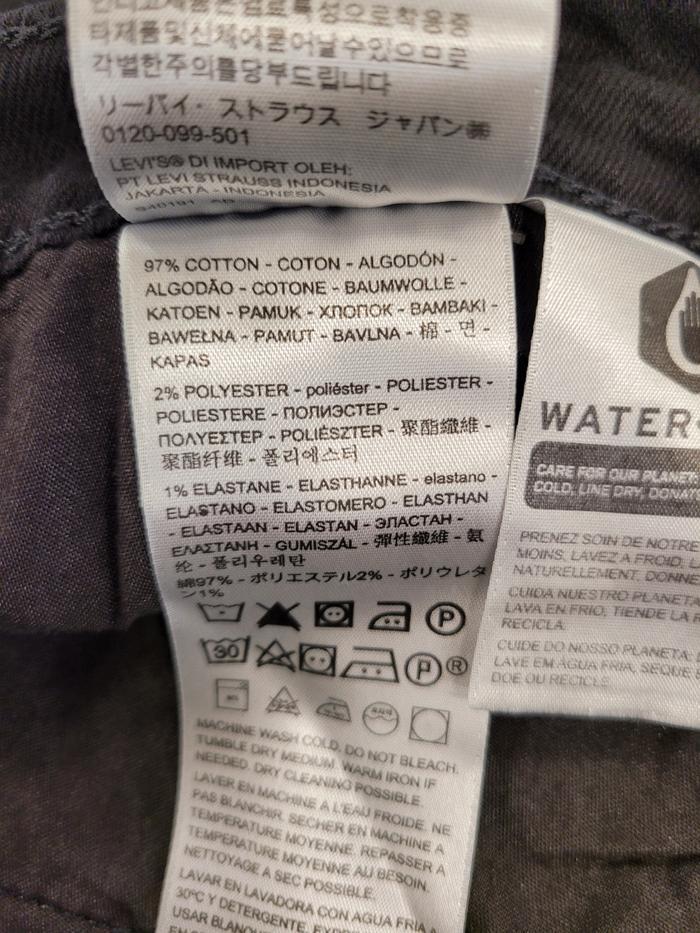 타제품및신체에묻어날수있으므로
각별한주의를당부드립니다
リーバイ・ストラウス ジャパン㈱
0120-099-501
LEVI'S® DI IMPORT OLEH:
PT LEVI STRAUSS INDONESIA
JAKARTA - INDONESIA
97% COTTON - COTON - ALGODÓN -
ALGODÃO - COTONE - BAUMWOLLE -
KATOEN - PAMUK - ХЛОПОК - BAMBAKI -
BAWEŁNA - PAMUT - BAVLNA - 棉 - 면 -
KAPAS
2% POLYESTER - poliéster - POLIESTER -
POLIESTERE - ПОЛИЭСТЕР -
ΠΟΛΥΕΣΤΕΡ - POLIÉSZTER - 聚酯纖維 -
聚酯纤维 - 폴리에스터
1% ELASTANE - ELASTHANNE - elastano -
ELASTANO - ELASTOMERO - ELASTHAN
- ELASTAAN - ELASTAN - ЭЛАСТАН -
ΕΛΑΣΤΑΝΗ - GUMISZÁL - 彈性纖維 - 氨
纶 - 폴리우레탄
綿97% - ポリエステル2% - ポリウレタ
ン1%
P
30 P ®
MACHINE WASH COLD. DO NOT BLEACH.
TUMBLE DRY MEDIUM. WARM IRON IF
NEEDED. DRY CLEANING POSSIBLE.
LAVER EN MACHINE A L'EAU FROIDE. NE
PAS BLANCHIR. SECHER EN MACHINE A
TEMPERATURE MOYENNE. REPASSER A
TEMPERATURE MOYENNE AU BESOIN.
NETTOYAGE A SEC POSSIBLE.
LAVAR EN LAVADORA CON AGUA FRIA A
30ºC Y DETERGENTE.
USAR
WATER
CARE FOR OUR PLANET
COLD, LINE DRY,
PRENEZ SOIN DE NOTRE
MOINS, LAVEZ A FROID,
NATURELLEMENT,
CUIDA NUESTRO PLANETA
LAVA EN FRIO, TIENDE LA
RECICLA.
CUIDE DO NOSSO PLANETA:
LAVE EM ÁGUA FRIA, SEQUE
DOE OU RECICLE.